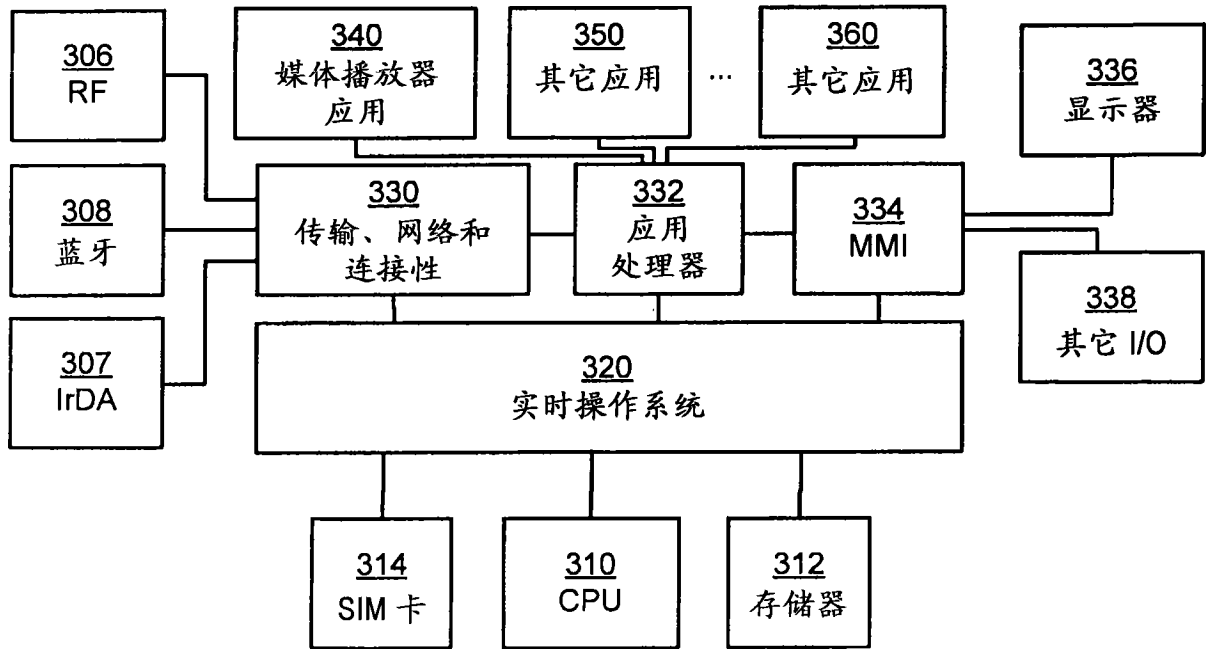 306
RF
340
媒体播放器
应用
350
其它应用
...
360
其它应用
336
显示器
308
蓝牙
330
传输、网络和
连接性
332
应用
处理器
334
MMI
307
IrDA
320
实时操作系统
338
其它 I/O
314
SIM 卡
310
CPU
312
存储器